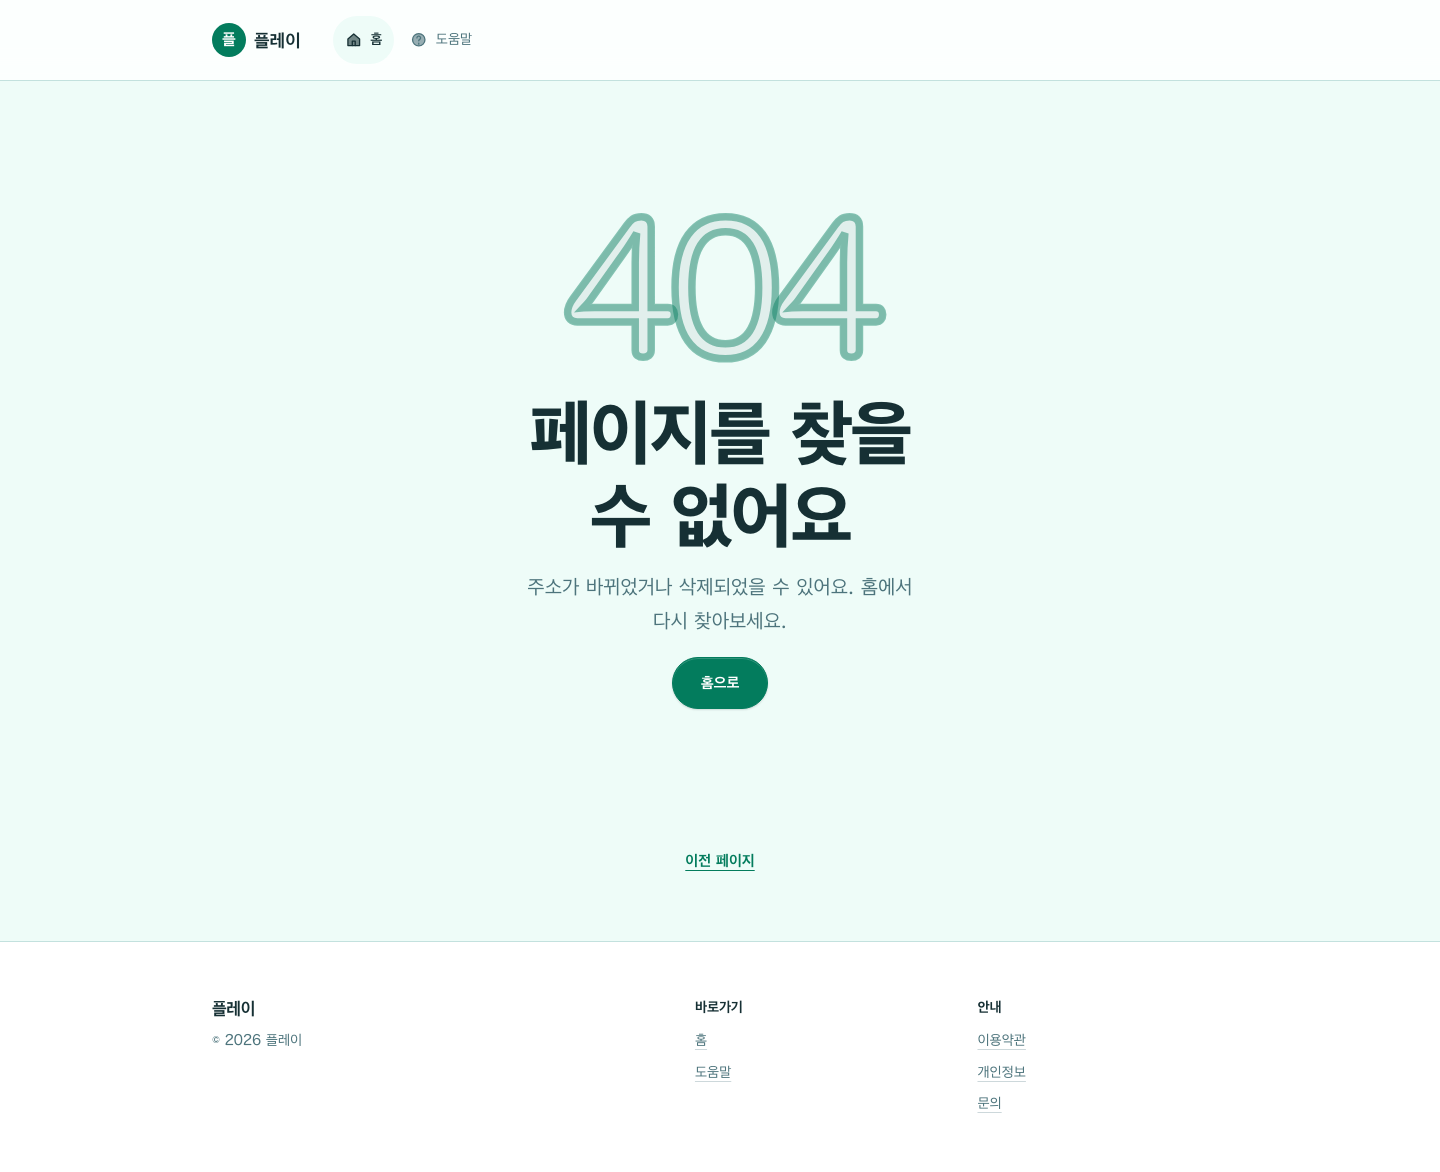 플 플레이 홈 도움말
404
페이지를 찾을
수 없어요
주소가 바뀌었거나 삭제되었을 수 있어요. 홈에서
다시 찾아보세요.
홈으로
이전 페이지
플레이
© 2026 플레이
바로가기
홈
도움말
안내
이용약관
개인정보
문의